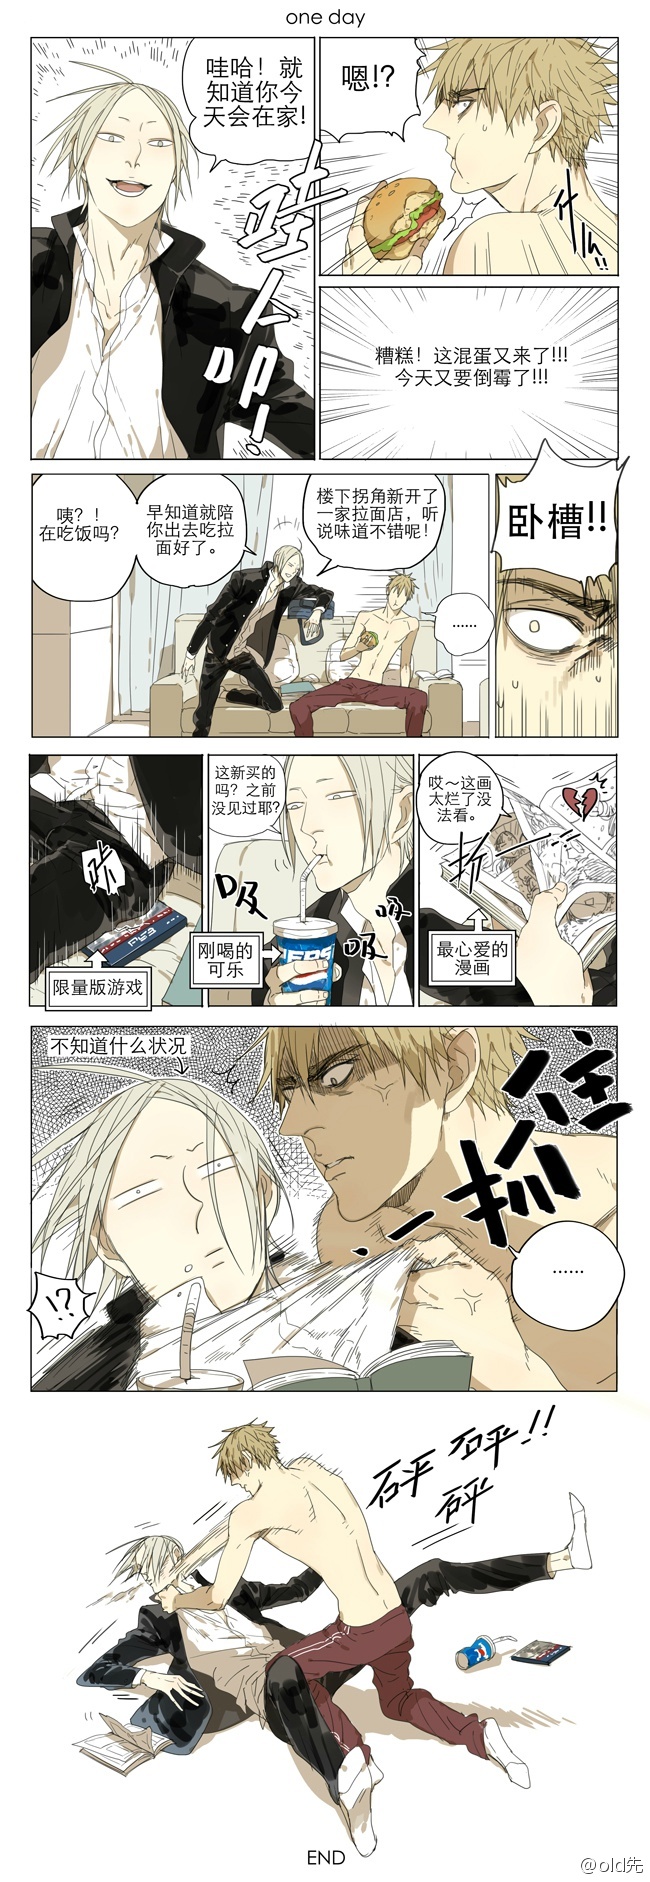 one day
哇哈！就
知道你今
天会在家!
嗯!?
哇
叩!
糟糕！这混蛋又来了!!!
今天又要倒霉了!!!
咦？!
在吃饭吗？
早知道就陪
你出去吃拉
面好了。
楼下拐角新开了
一家拉面店，听
说味道不错呢！
……
卧槽!!
咔
限量版游戏
这新买的
吗？之前
没见过耶?
吸
吸
吸
刚喝的
可乐
哎～这画
太烂了没
法看。
折
最心爱的
漫画
不知道什么状况
!?
抓住
……
砰 砰 !!
砰
END
@old先